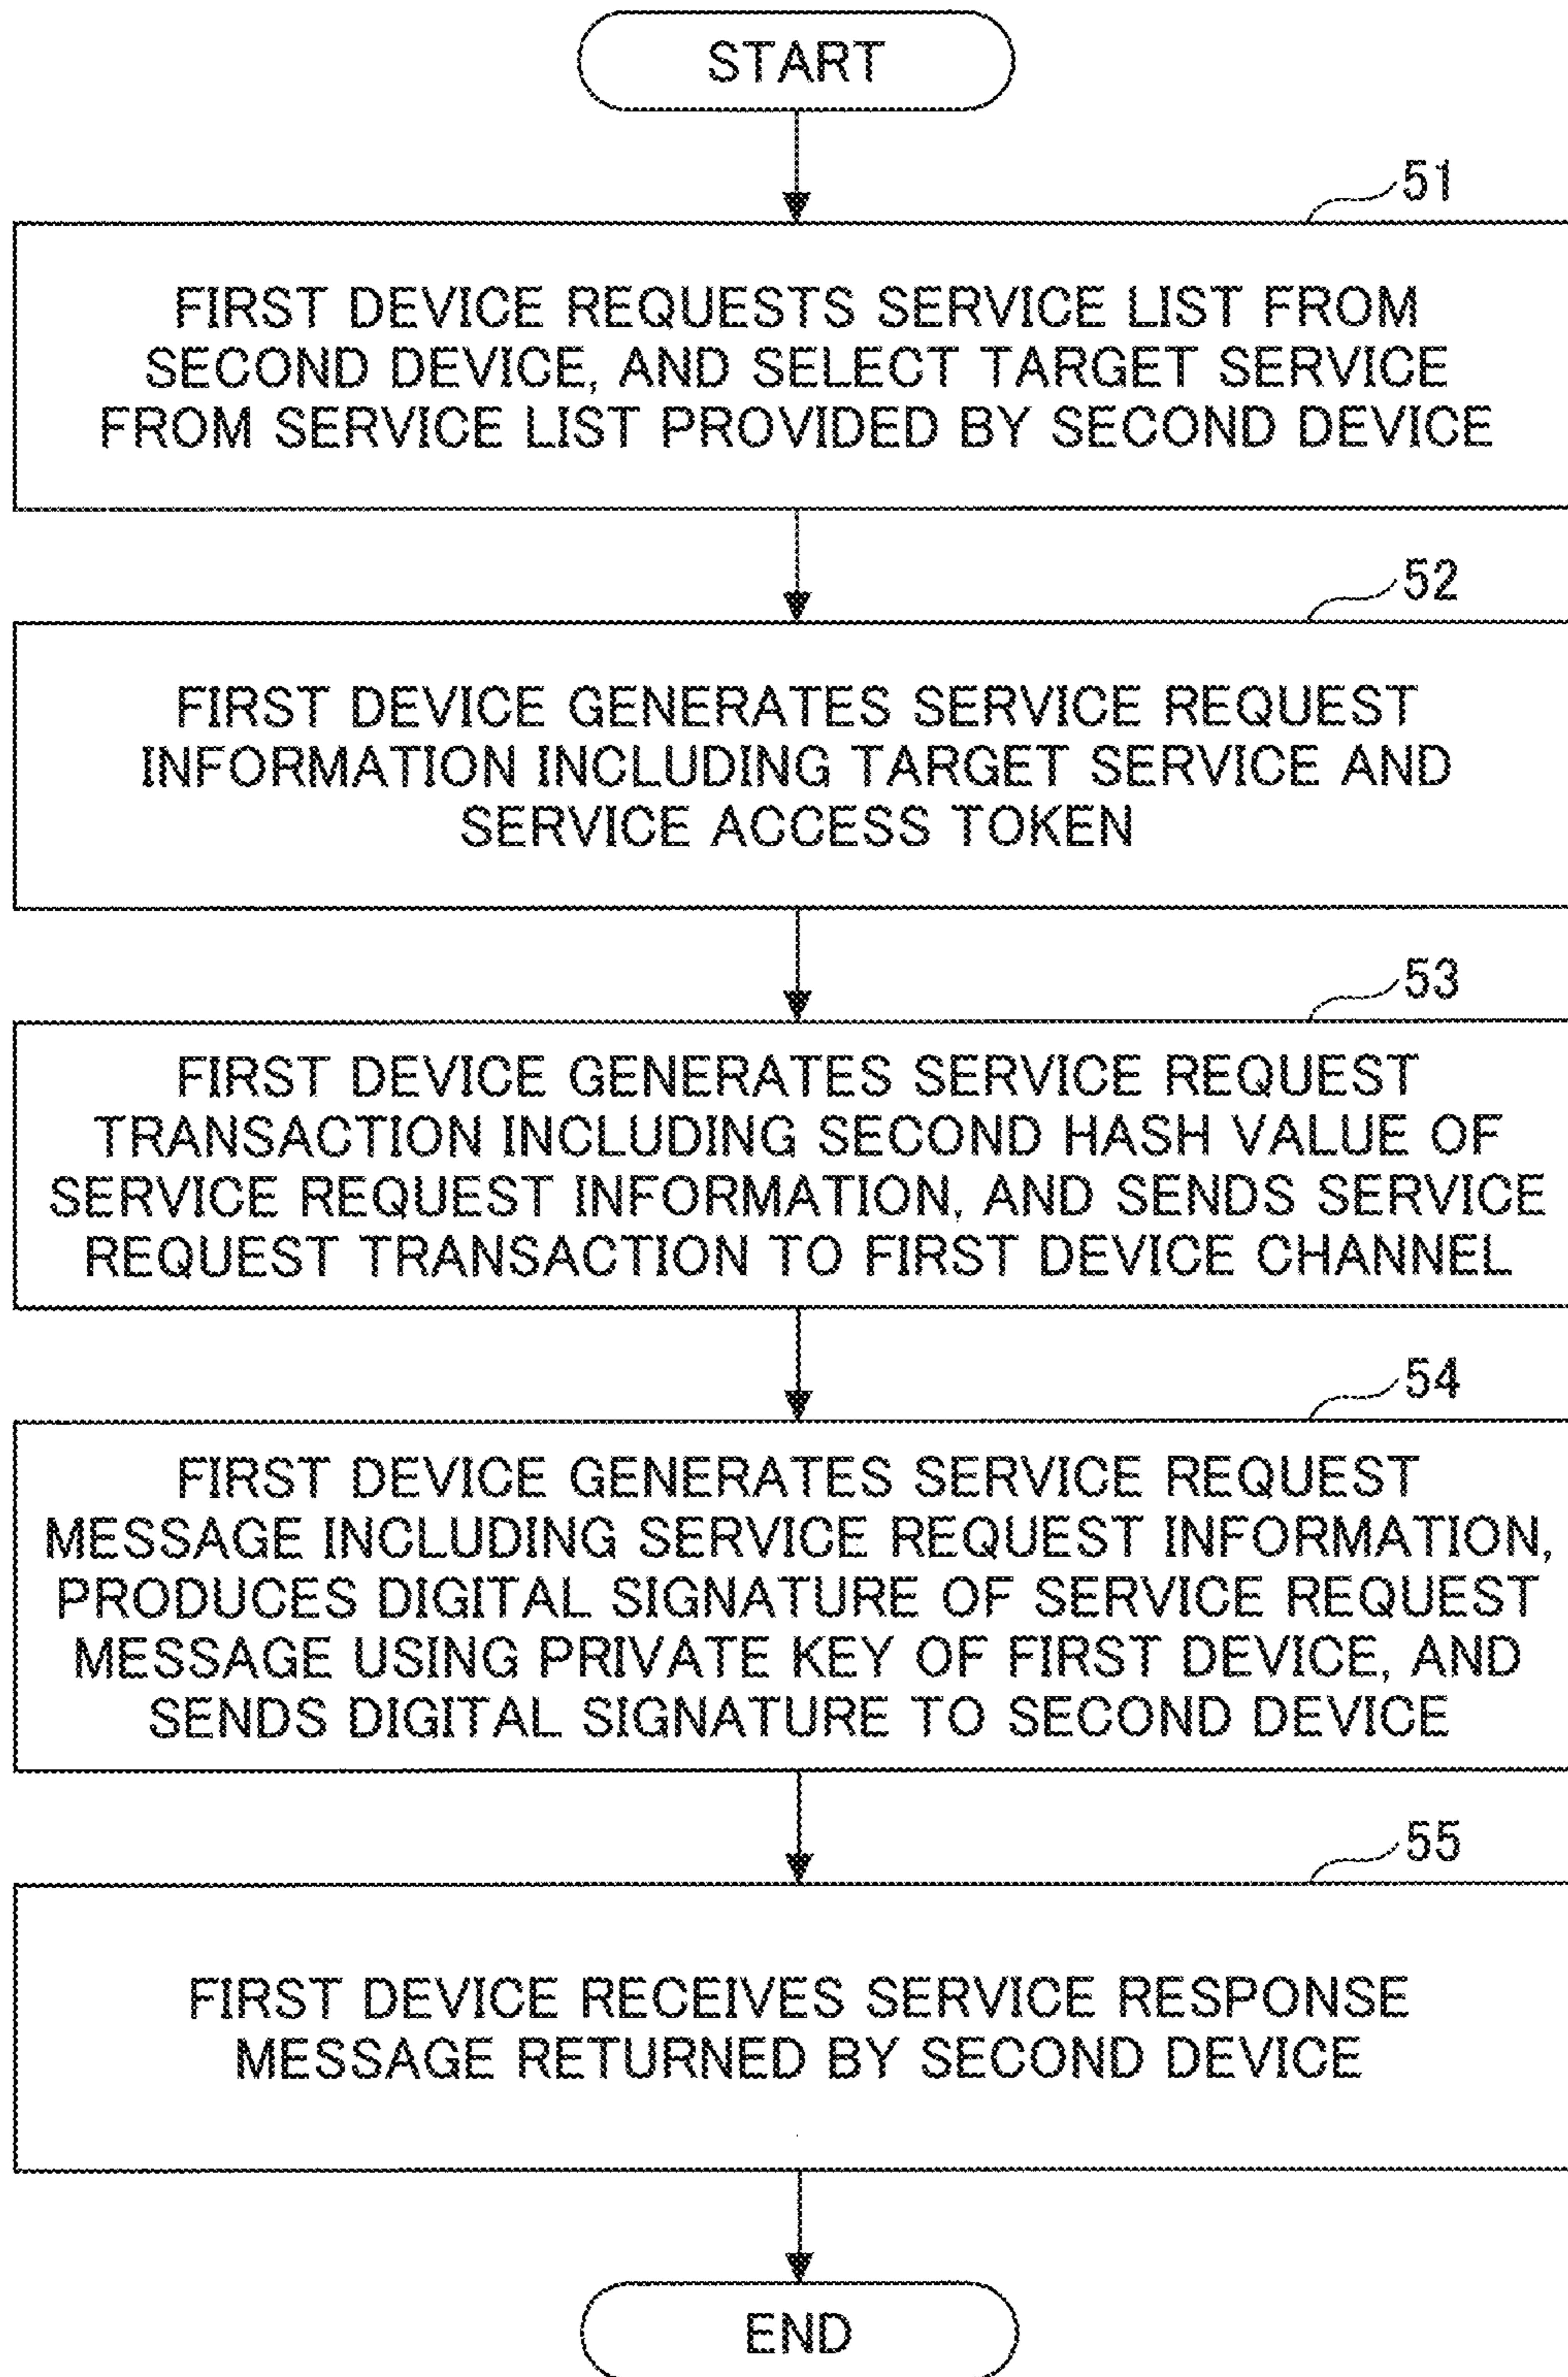 START
51
FIRST DEVICE REQUESTS SERVICE LIST FROM
SECOND DEVICE, AND SELECT TARGET SERVICE
FROM SERVICE LIST PROVIDED BY SECOND DEVICE
52
FIRST DEVICE GENERATES SERVICE REQUEST
INFORMATION INCLUDING TARGET SERVICE AND
SERVICE ACCESS TOKEN
53
FIRST DEVICE GENERATES SERVICE REQUEST
TRANSACTION INCLUDING SECOND HASH VALUE OF
SERVICE REQUEST INFORMATION, AND SENDS SERVICE
REQUEST TRANSACTION TO FIRST DEVICE CHANNEL
54
FIRST DEVICE GENERATES SERVICE REQUEST
MESSAGE INCLUDING SERVICE REQUEST INFORMATION,
PRODUCES DIGITAL SIGNATURE OF SERVICE REQUEST
MESSAGE USING PRIVATE KEY OF FIRST DEVICE, AND
SENDS DIGITAL SIGNATURE TO SECOND DEVICE
55
FIRST DEVICE RECEIVES SERVICE RESPONSE
MESSAGE RETURNED BY SECOND DEVICE
END